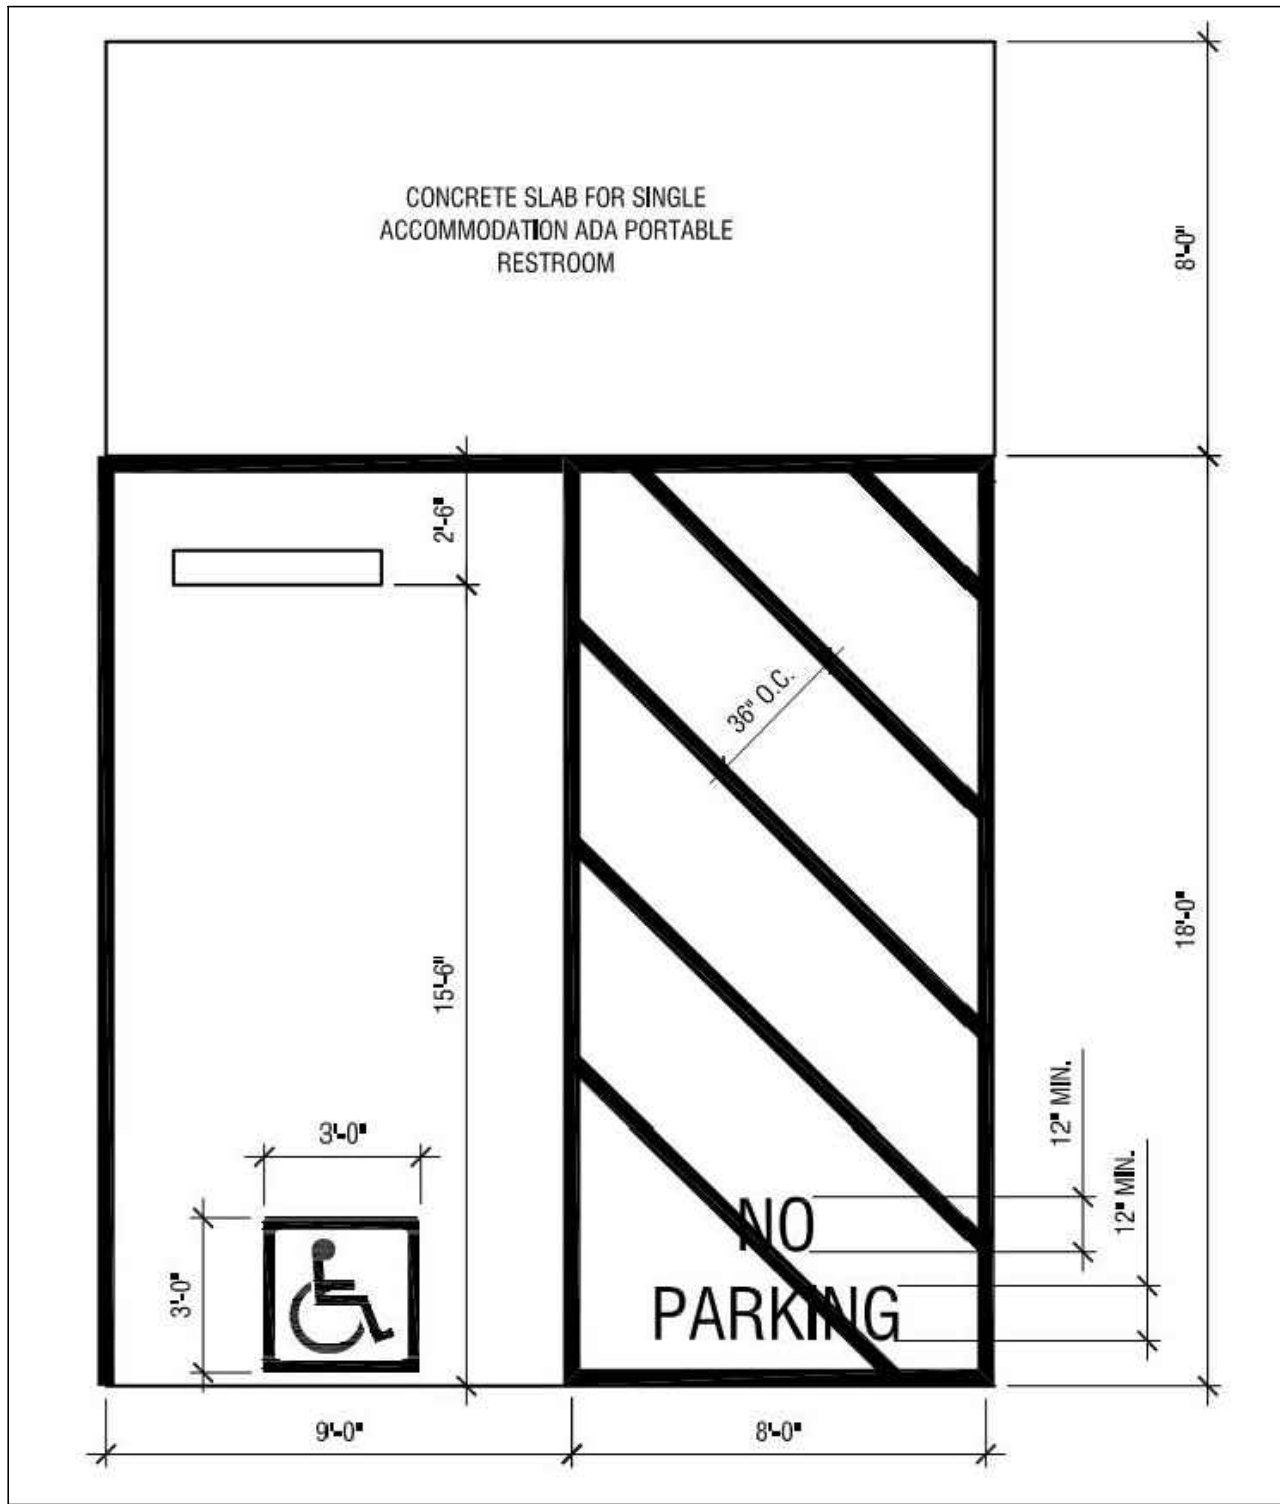 CONCRETE SLAB FOR SINGLE
ACCOMMODATION ADA PORTABLE
RESTROOM
8'-0"
2'-6"
36" O.C.
18'-0"
15'-6"
12" MIN.
3'-0"
12" MIN.
NO
3'-0"
PARKING
9'-0"
8'-0"